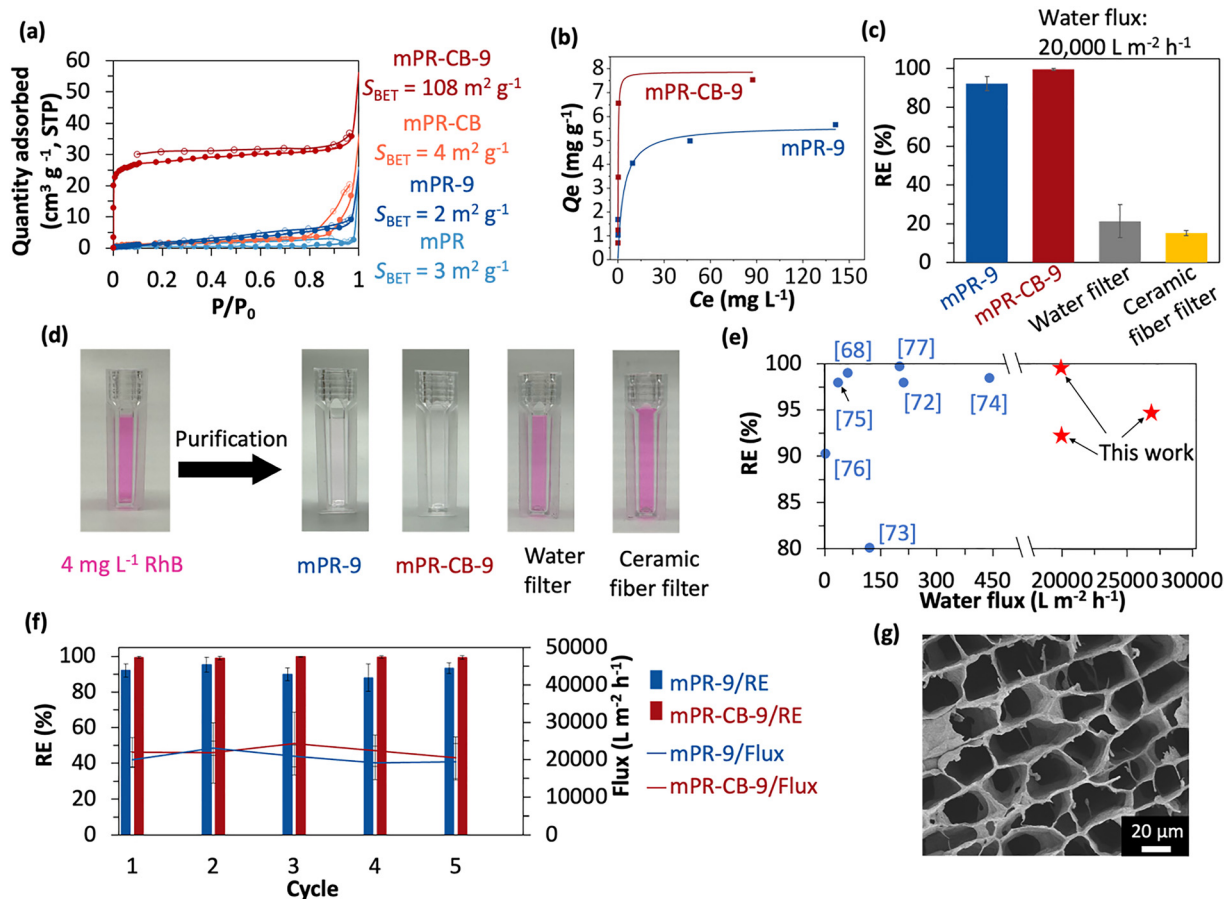 (a)
Quantity adsorbed
(cm³ g⁻¹, STP)
60
50
40
30
20
10
0
0
0.2
0.4
0.6
0.8
1
P/P₀
mPR-CB-9
S_BET = 108 m² g⁻¹
mPR-CB
S_BET = 4 m² g⁻¹
mPR-9
S_BET = 2 m² g⁻¹
mPR
S_BET = 3 m² g⁻¹
(b)
Qe (mg g⁻¹)
8
7
6
5
4
3
2
1
0
mPR-CB-9
mPR-9
0
30
60
90
120
150
Ce (mg L⁻¹)
(c)
Water flux:
20,000 L m⁻² h⁻¹
RE (%)
100
80
60
40
20
0
mPR-9
mPR-CB-9
Water filter
Ceramic
fiber filter
(d)
Purification
4 mg L⁻¹ RhB
mPR-9
mPR-CB-9
Water
filter
Ceramic
fiber filter
(e)
RE (%)
100
95
90
85
80
[68]
[77]
[75]
[72]
[74]
[76]
[73]
This work
0
150
300
450
20000
25000
30000
Water flux (L m⁻² h⁻¹)
(f)
RE (%)
100
80
60
40
20
0
50000
40000
30000
20000
10000
0
Flux (L m⁻² h⁻¹)
1
2
3
4
5
Cycle
mPR-9/RE
mPR-CB-9/RE
mPR-9/Flux
mPR-CB-9/Flux
(g)
20 μm